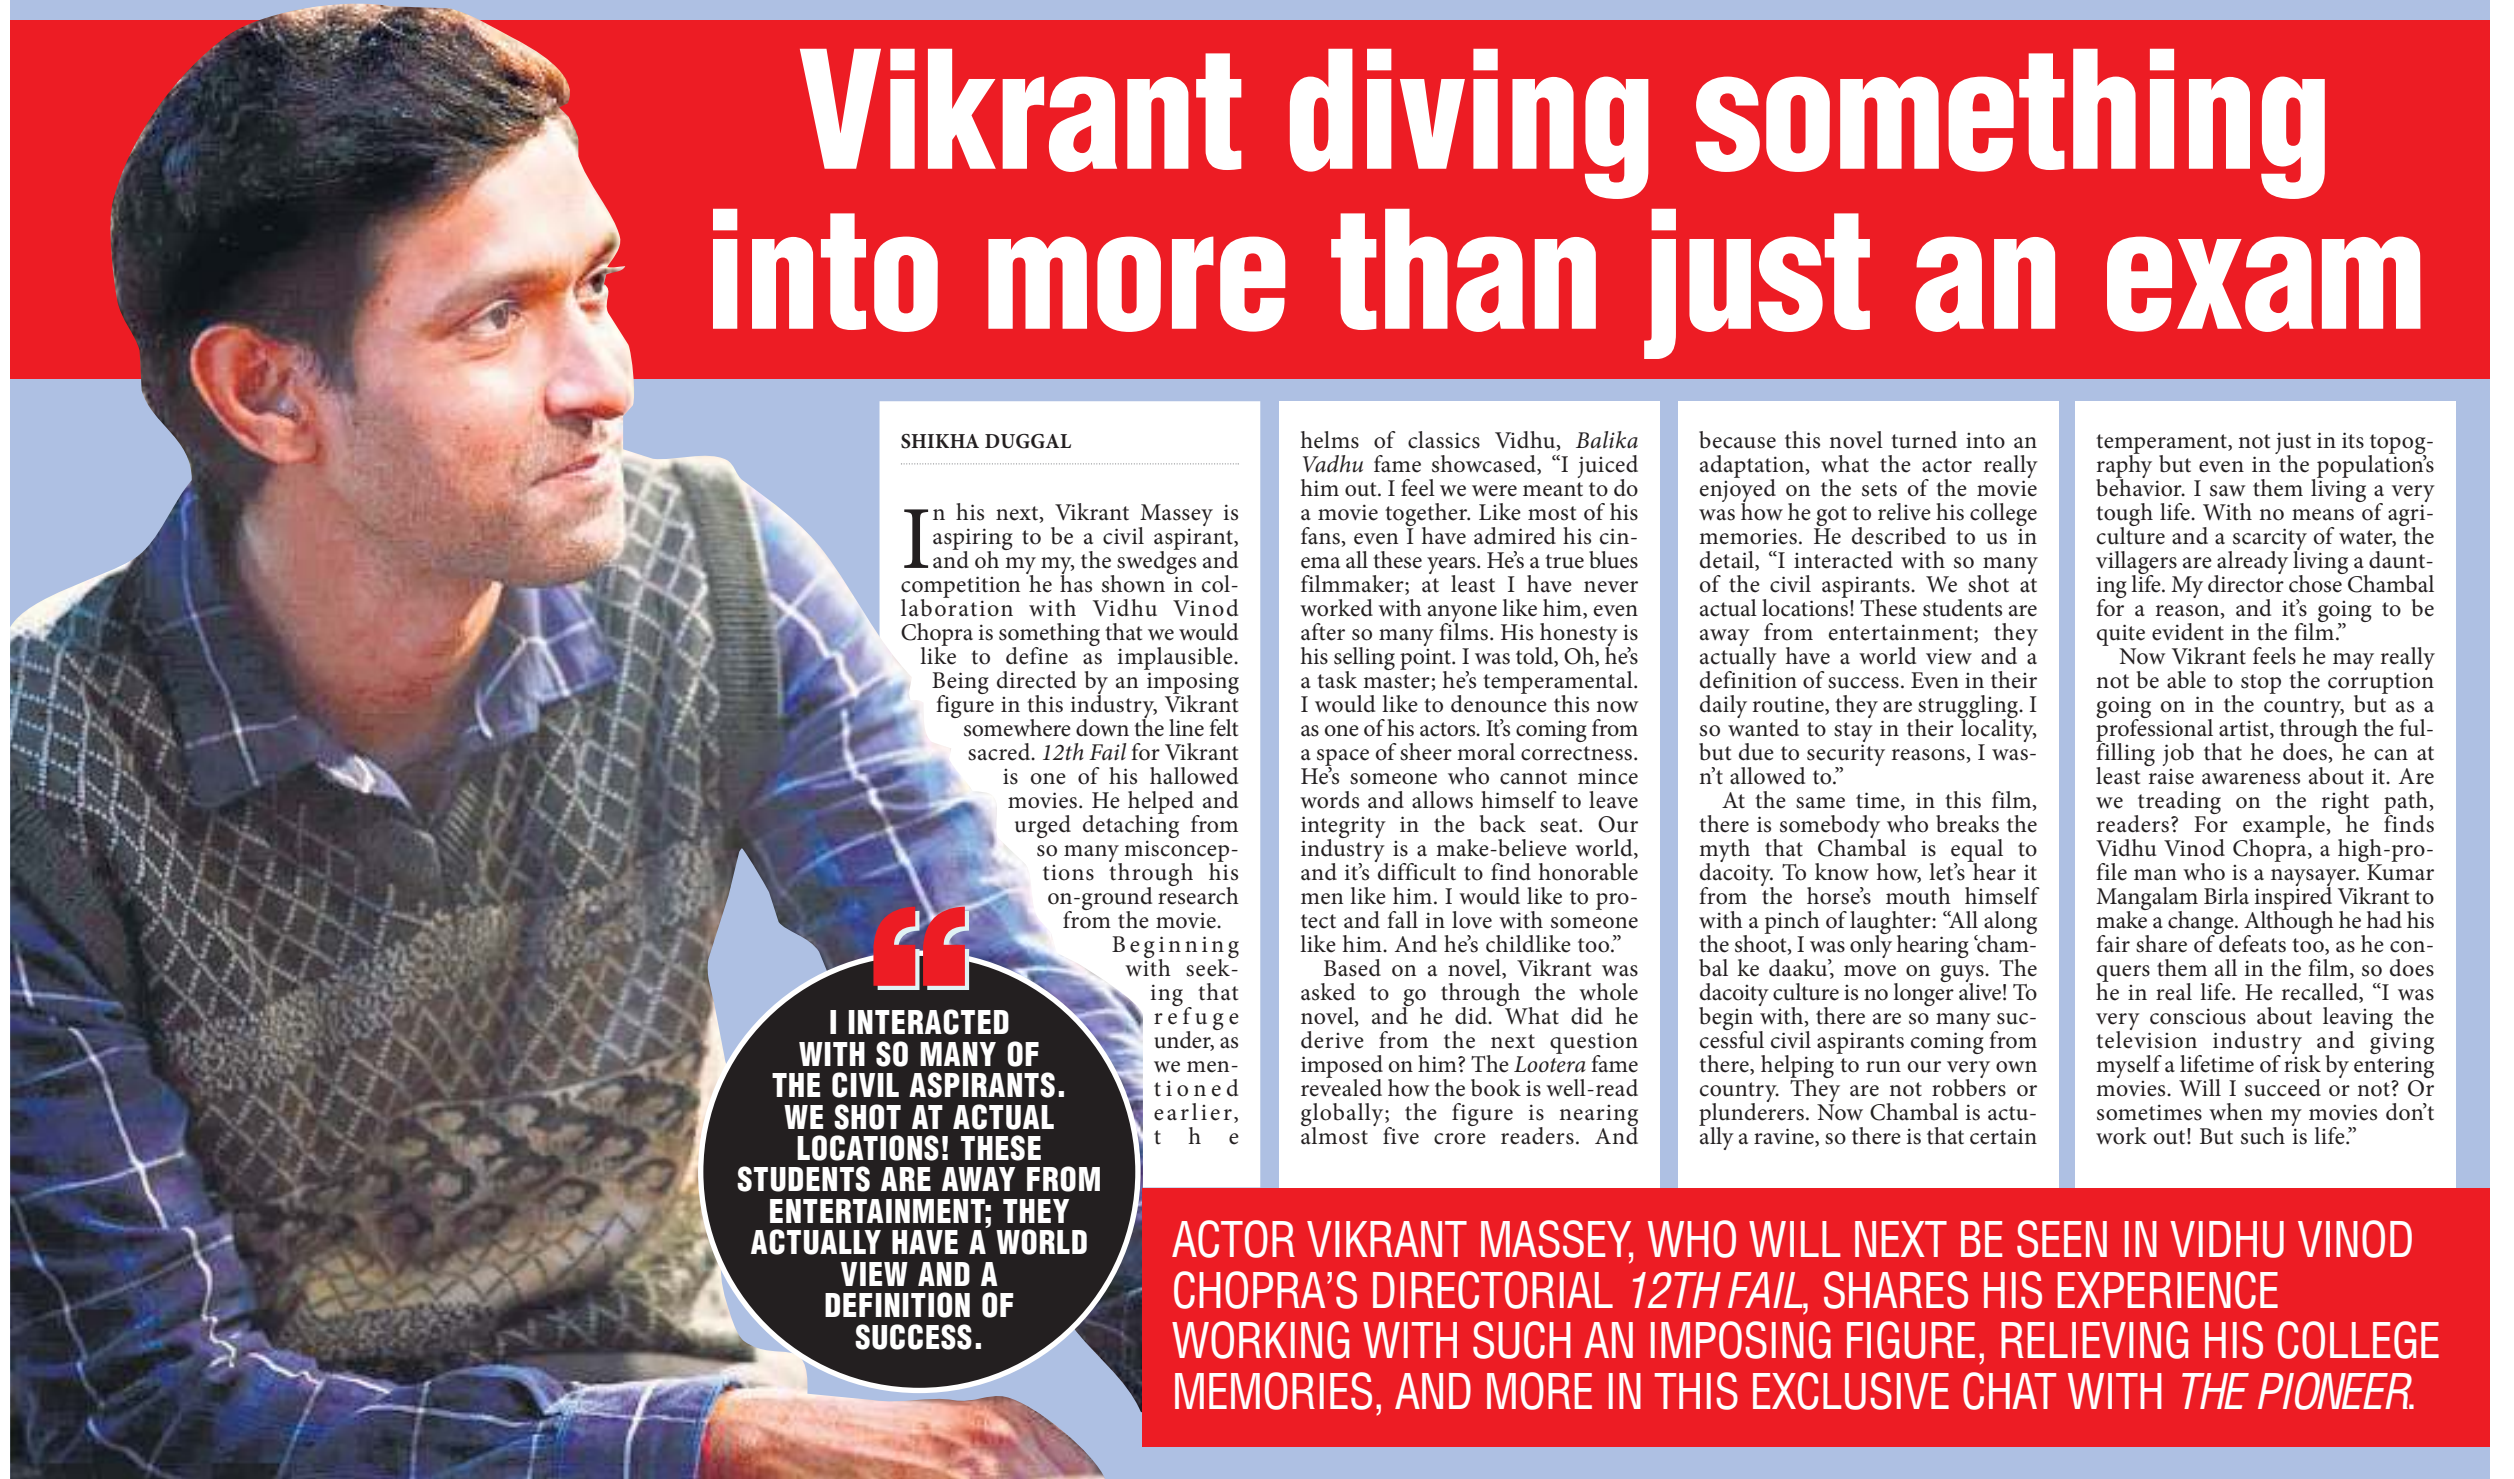 Vikrant diving something
into more than just an exam
SHIKHA DUGGAL
In his next, Vikrant Massey is
aspiring to be a civil aspirant,
and oh my my, the swedges and
competition he has shown in col-
laboration with Vidhu Vinod
Chopra is something that we would
like to define as implausible.
Being directed by an imposing
figure in this industry, Vikrant
somewhere down the line felt
sacred. 12th Fail for Vikrant
is one of his hallowed
movies. He helped and
urged detaching from
so many misconcep-
tions through his
on-ground research
from the movie.
Beginning
with seek-
ing that
refuge
under, as
we men-
tioned
earlier,
the
helms of classics Vidhu, Balika
Vadhu fame showcased, “I juiced
him out. I feel we were meant to do
a movie together. Like most of his
fans, even I have admired his cin-
ema all these years. He’s a true blues
filmmaker; at least I have never
worked with anyone like him, even
after so many films. His honesty is
his selling point. I was told, Oh, he’s
a task master; he’s temperamental.
I would like to denounce this now
as one of his actors. It’s coming from
a space of sheer moral correctness.
He’s someone who cannot mince
words and allows himself to leave
integrity in the back seat. Our
industry is a make-believe world,
and it’s difficult to find honorable
men like him. I would like to pro-
tect and fall in love with someone
like him. And he’s childlike too.”
Based on a novel, Vikrant was
asked to go through the whole
novel, and he did. What did he
derive from the next question
imposed on him? The Lootera fame
revealed how the book is well-read
globally; the figure is nearing
almost five crore readers. And
because this novel turned into an
adaptation, what the actor really
enjoyed on the sets of the movie
was how he got to relive his college
memories. He described to us in
detail, “I interacted with so many
of the civil aspirants. We shot at
actual locations! These students are
away from entertainment; they
actually have a world view and a
definition of success. Even in their
daily routine, they are struggling. I
so wanted to stay in their locality,
but due to security reasons, I was-
n’t allowed to.”
At the same time, in this film,
there is somebody who breaks the
myth that Chambal is equal to
dacoity. To know how, let’s hear it
from the horse’s mouth himself
with a pinch of laughter: “All along
the shoot, I was only hearing ‘cham-
bal ke daaku’, move on guys. The
dacoity culture is no longer alive! To
begin with, there are so many suc-
cessful civil aspirants coming from
there, helping to run our very own
country. They are not robbers or
plunderers. Now Chambal is actu-
ally a ravine, so there is that certain
temperament, not just in its topog-
raphy but even in the population’s
behavior. I saw them living a very
tough life. With no means of agri-
culture and a scarcity of water, the
villagers are already living a daunt-
ing life. My director chose Chambal
for a reason, and it’s going to be
quite evident in the film.”
Now Vikrant feels he may really
not be able to stop the corruption
going on in the country, but as a
professional artist, through the ful-
filling job that he does, he can at
least raise awareness about it. Are
we treading on the right path,
readers? For example, he finds
Vidhu Vinod Chopra, a high-pro-
file man who is a naysayer. Kumar
Mangalam Birla inspired Vikrant to
make a change. Although he had his
fair share of defeats too, as he con-
quers them all in the film, so does
he in real life. He recalled, “I was
very conscious about leaving the
television industry and giving
myself a lifetime of risk by entering
movies. Will I succeed or not? Or
sometimes when my movies don’t
work out! But such is life.”
“
I INTERACTED
WITH SO MANY OF
THE CIVIL ASPIRANTS.
WE SHOT AT ACTUAL
LOCATIONS! THESE
STUDENTS ARE AWAY FROM
ENTERTAINMENT; THEY
ACTUALLY HAVE A WORLD
VIEW AND A
DEFINITION OF
SUCCESS.
ACTOR VIKRANT MASSEY, WHO WILL NEXT BE SEEN IN VIDHU VINOD
CHOPRA’S DIRECTORIAL 12TH FAIL, SHARES HIS EXPERIENCE
WORKING WITH SUCH AN IMPOSING FIGURE, RELIEVING HIS COLLEGE
MEMORIES, AND MORE IN THIS EXCLUSIVE CHAT WITH THE PIONEER.